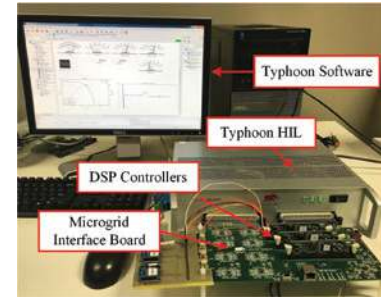 Typhoon Software
Typhoon HIL
DSP Controllers
Microgrid
Interface Board